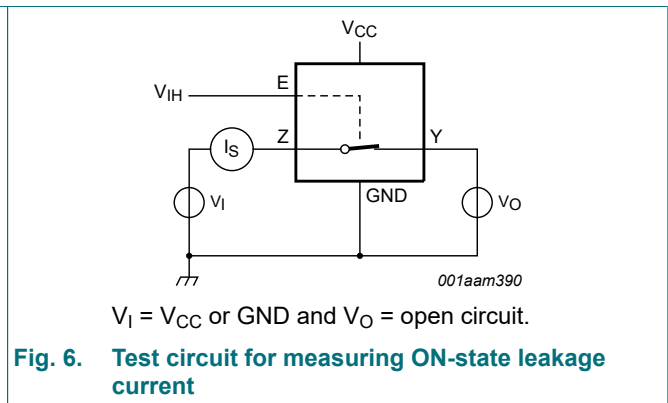 VCC
VIH
E
IS
Z
Y
VI
GND
VO
001aam390
VI = VCC or GND and VO = open circuit.
Fig. 6. Test circuit for measuring ON-state leakage
current